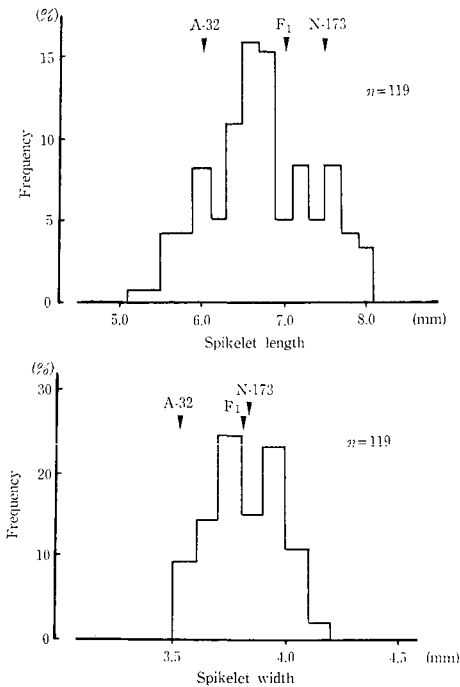 (%)
A-32 F₁ N-173
15
n=119
10
Frequency
5
0
5.0 6.0 7.0 8.0 (mm)
Spikelet length
(%)
30
N-173
A-32 F₁
n=119
20
Frequency
10
0
3.5 4.0 4.5 (mm)
Spikelet width